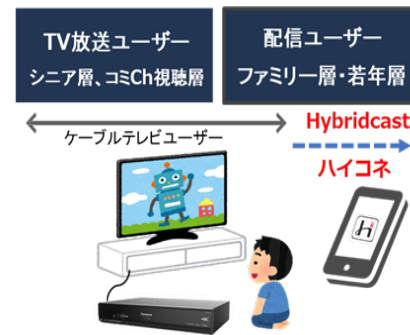 TV放送ユーザー
シニア層、コミCh視聴層
配信ユーザー
ファミリー層・若年層
ケーブルテレビユーザー
Hybridcast
ハイコネ
Panasonic
4K
h